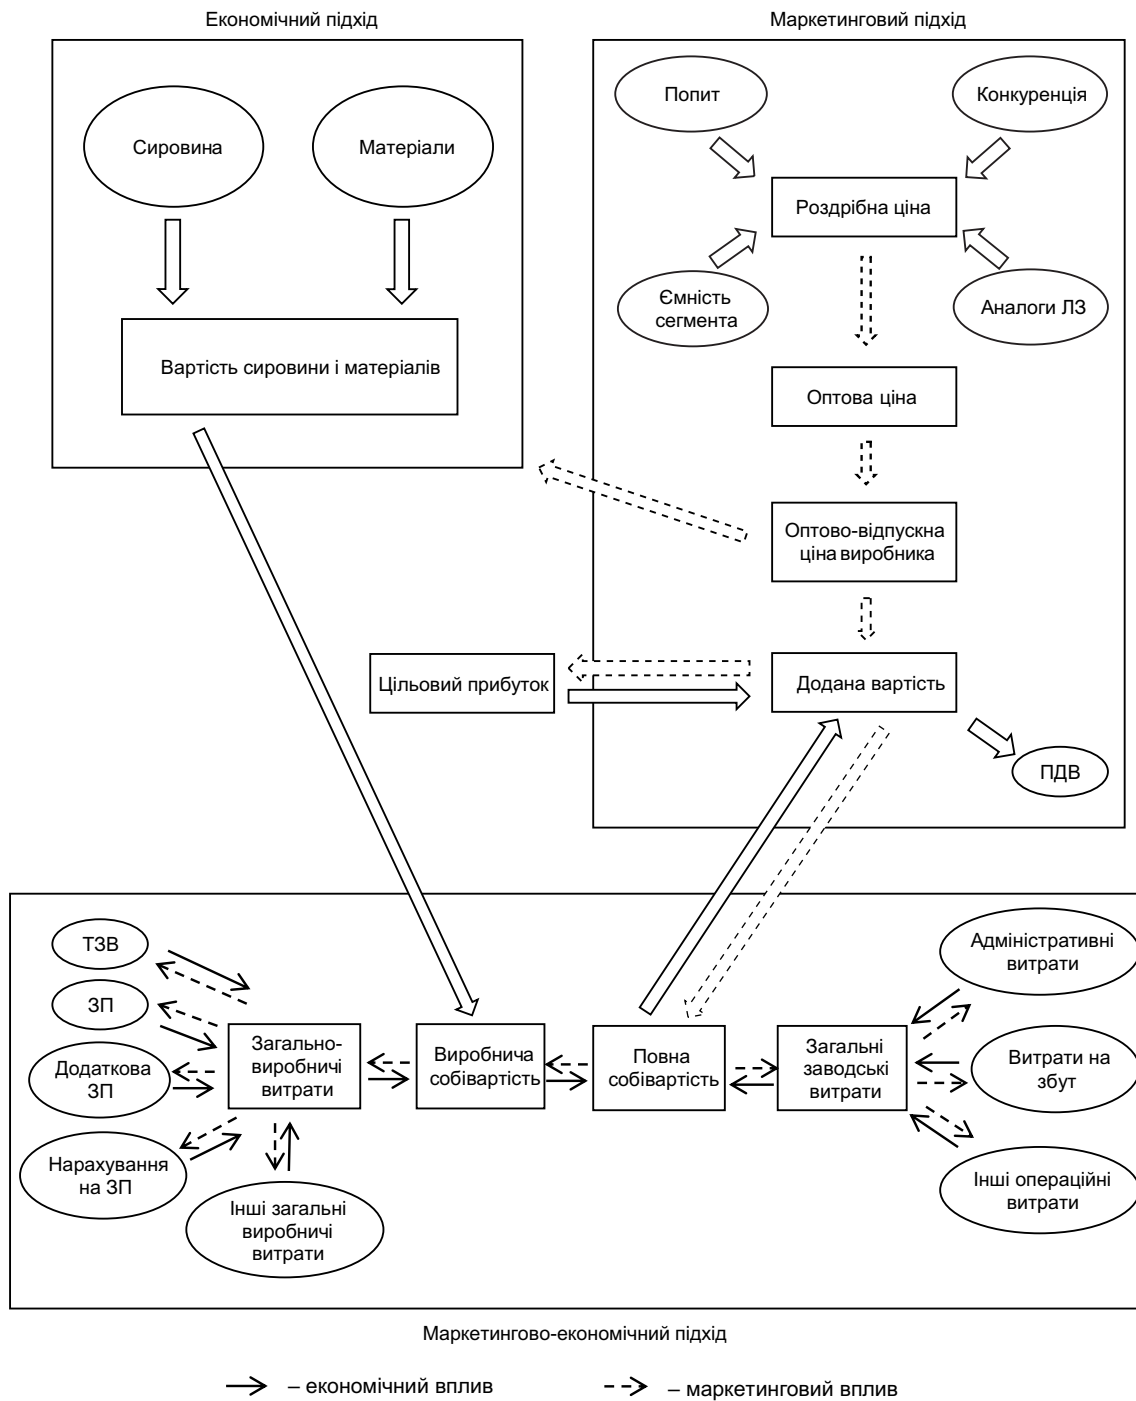 Економічний підхід
Маркетинговий підхід
Сировина
Матеріали
Вартість сировини і матеріалів
Попит
Конкуренція
Роздрібна ціна
Ємність
сегмента
Аналоги ЛЗ
Оптова ціна
Оптово-відпускна
ціна виробника
Цільовий прибуток
Додана вартість
ПДВ
ТЗВ
ЗП
Додаткова
ЗП
Нарахування
на ЗП
Інші загальні
виробничі
витрати
Загально-
виробничі
витрати
Виробнича
собівартість
Повна
собівартість
Загальні
заводські
витрати
Адміністративні
витрати
Витрати на
збут
Інші операційні
витрати
Маркетингово-економічний підхід
– економічний вплив
– маркетинговий вплив